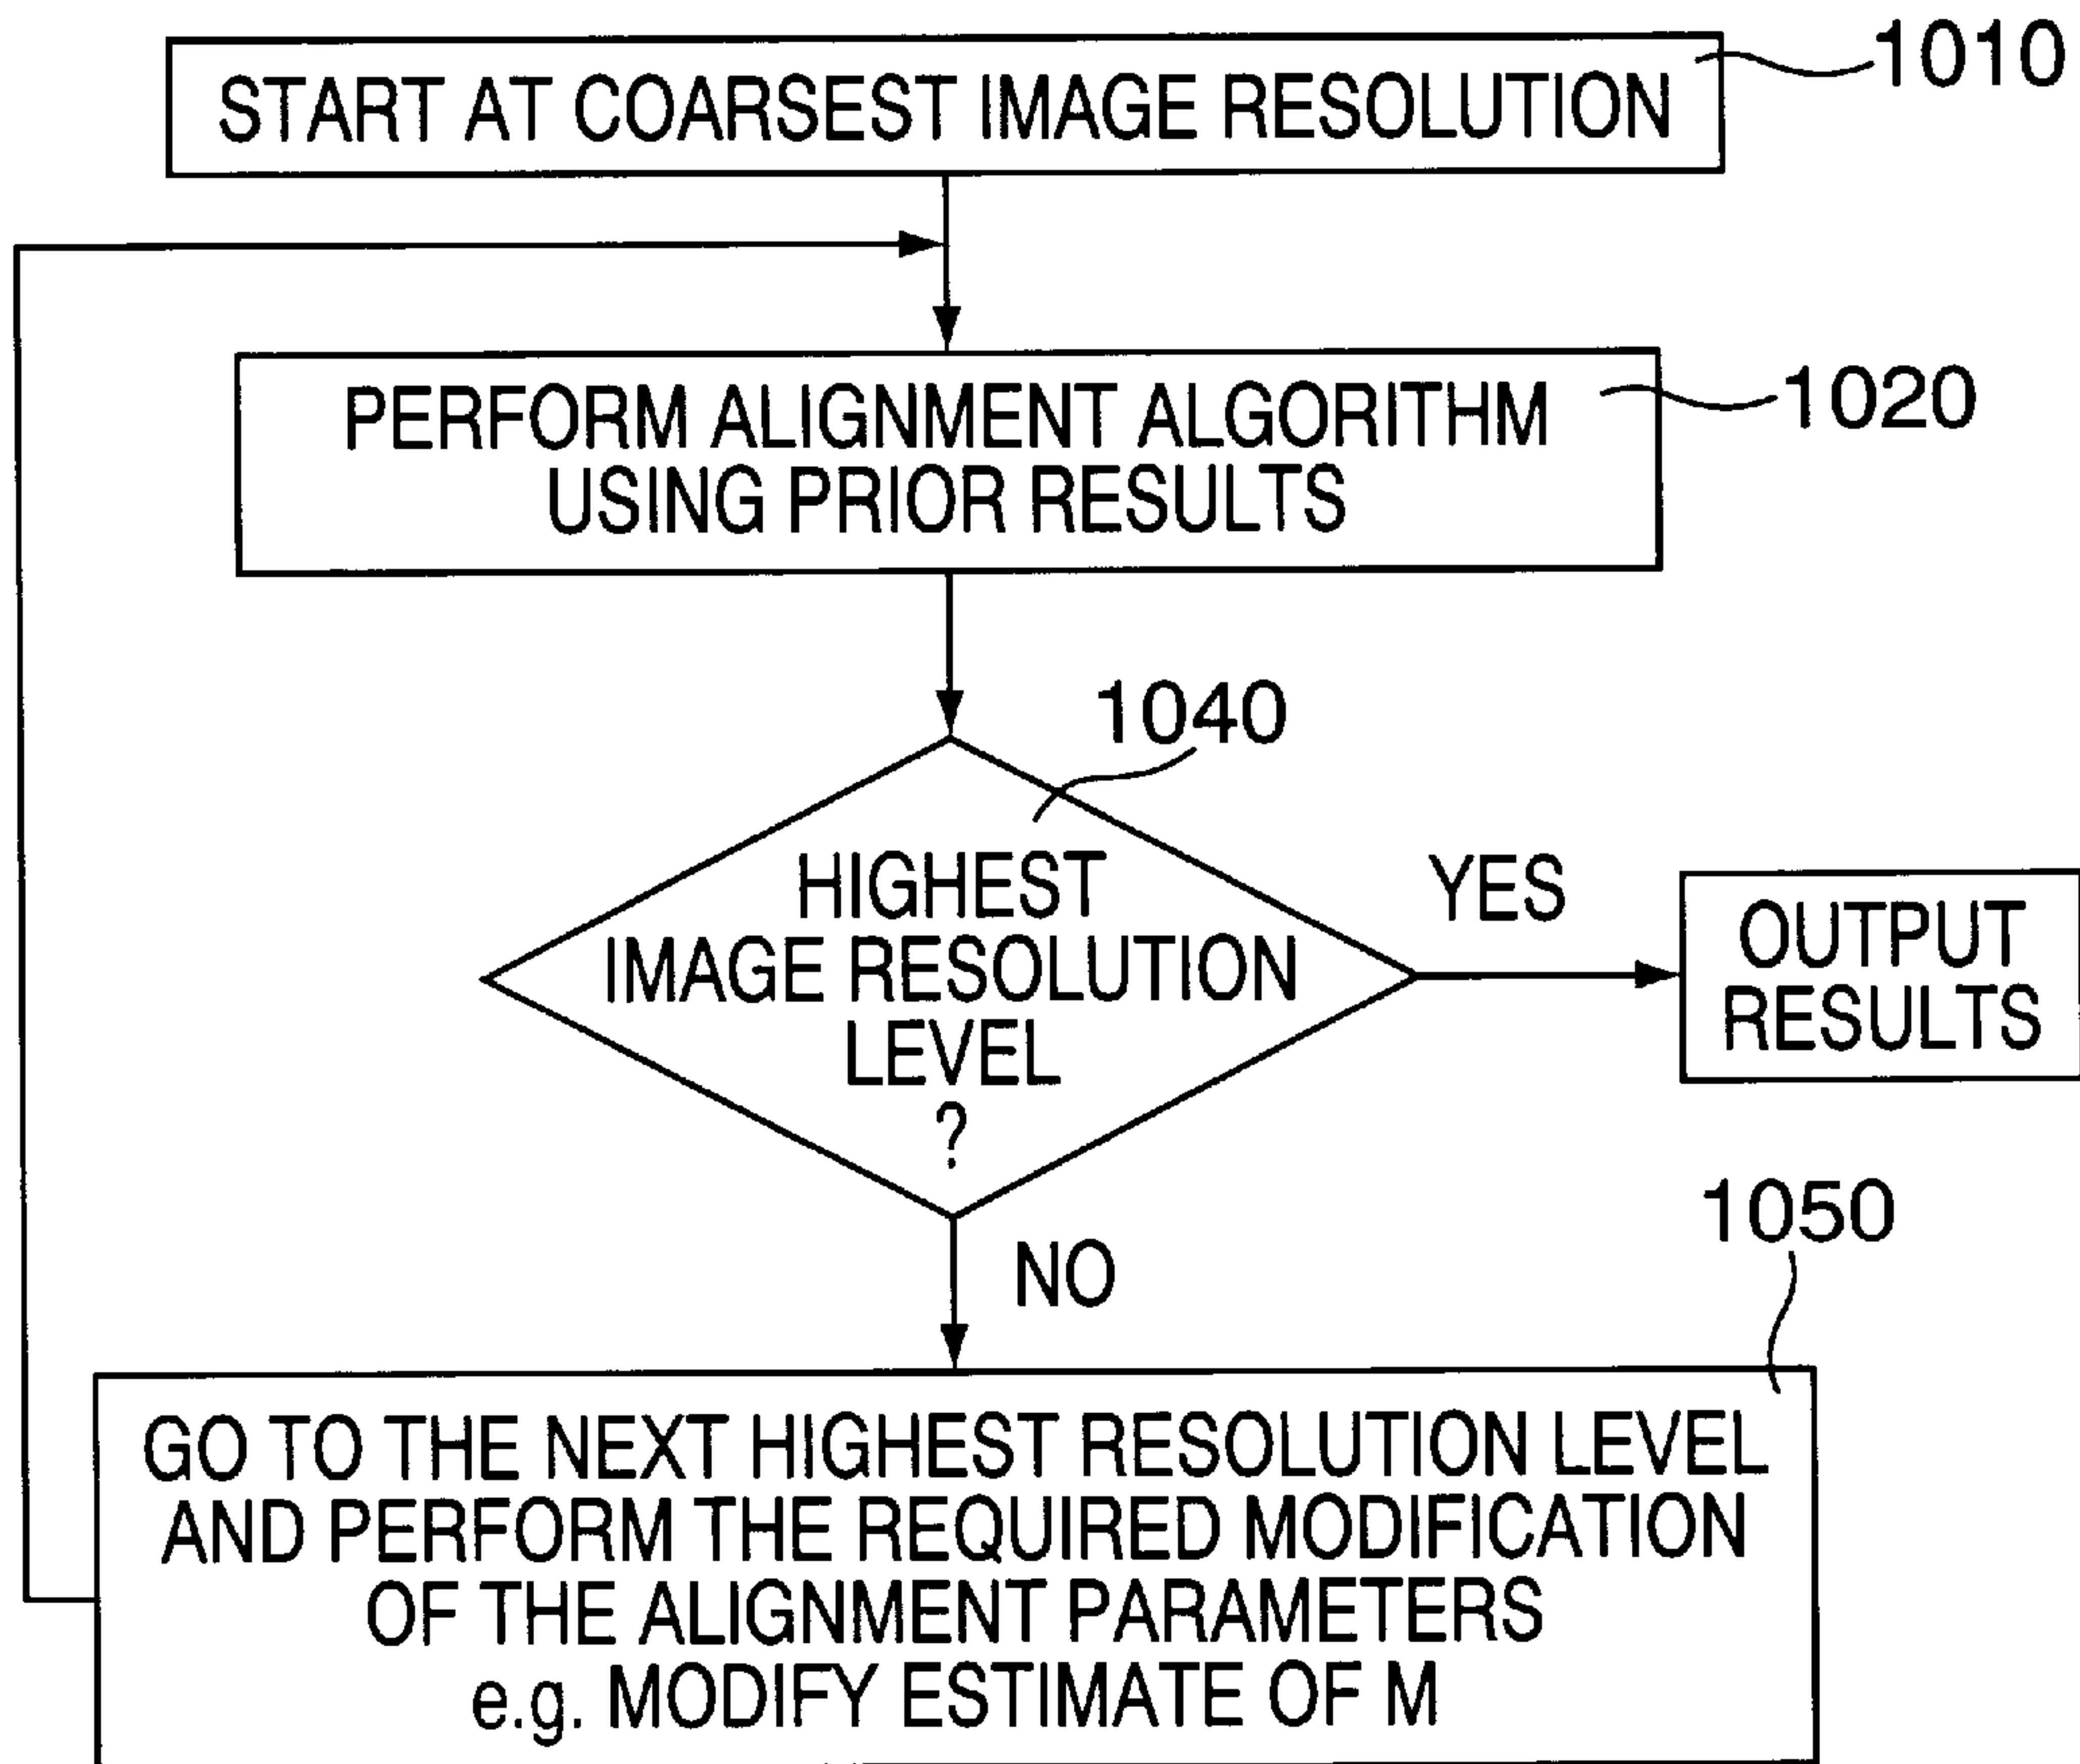 START AT COARSEST IMAGE RESOLUTION
1010
PERFORM ALIGNMENT ALGORITHM
USING PRIOR RESULTS
1020
1040
HIGHEST
IMAGE RESOLUTION
LEVEL
?
YES
OUTPUT
RESULTS
NO
1050
GO TO THE NEXT HIGHEST RESOLUTION LEVEL
AND PERFORM THE REQUIRED MODIFICATION
OF THE ALIGNMENT PARAMETERS
e.g. MODIFY ESTIMATE OF M